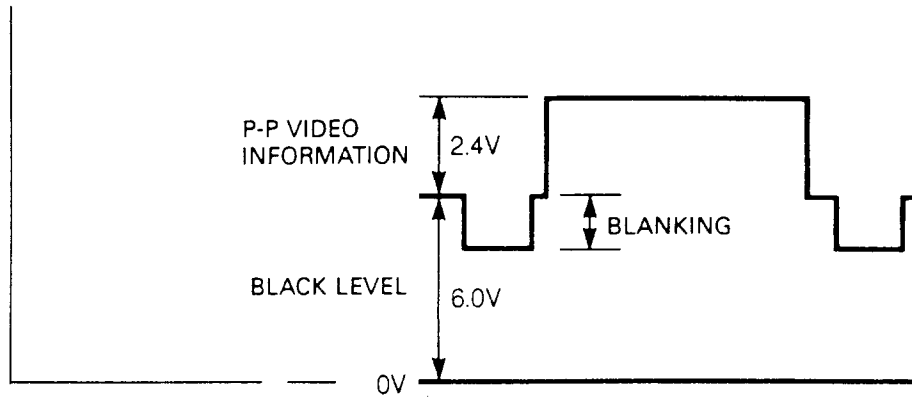 P-P VIDEO
INFORMATION
2.4V
BLANKING
BLACK LEVEL
6.0V
0V